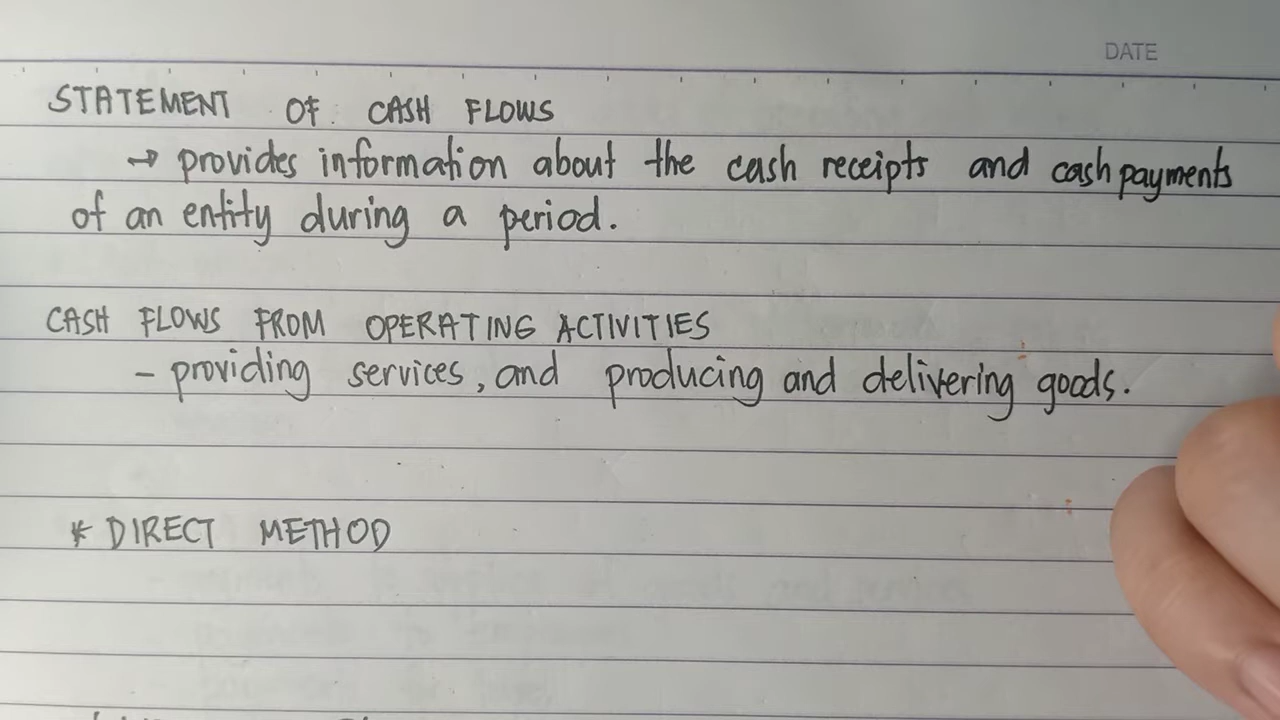 DATE
STATEMENT OF CASH FLOWS
→ provides information about the cash receipts and cash payments
of an entity during a period.
CASH FLOWS FROM OPERATING ACTIVITIES
- providing services, and producing and delivering goods.
* DIRECT METHOD